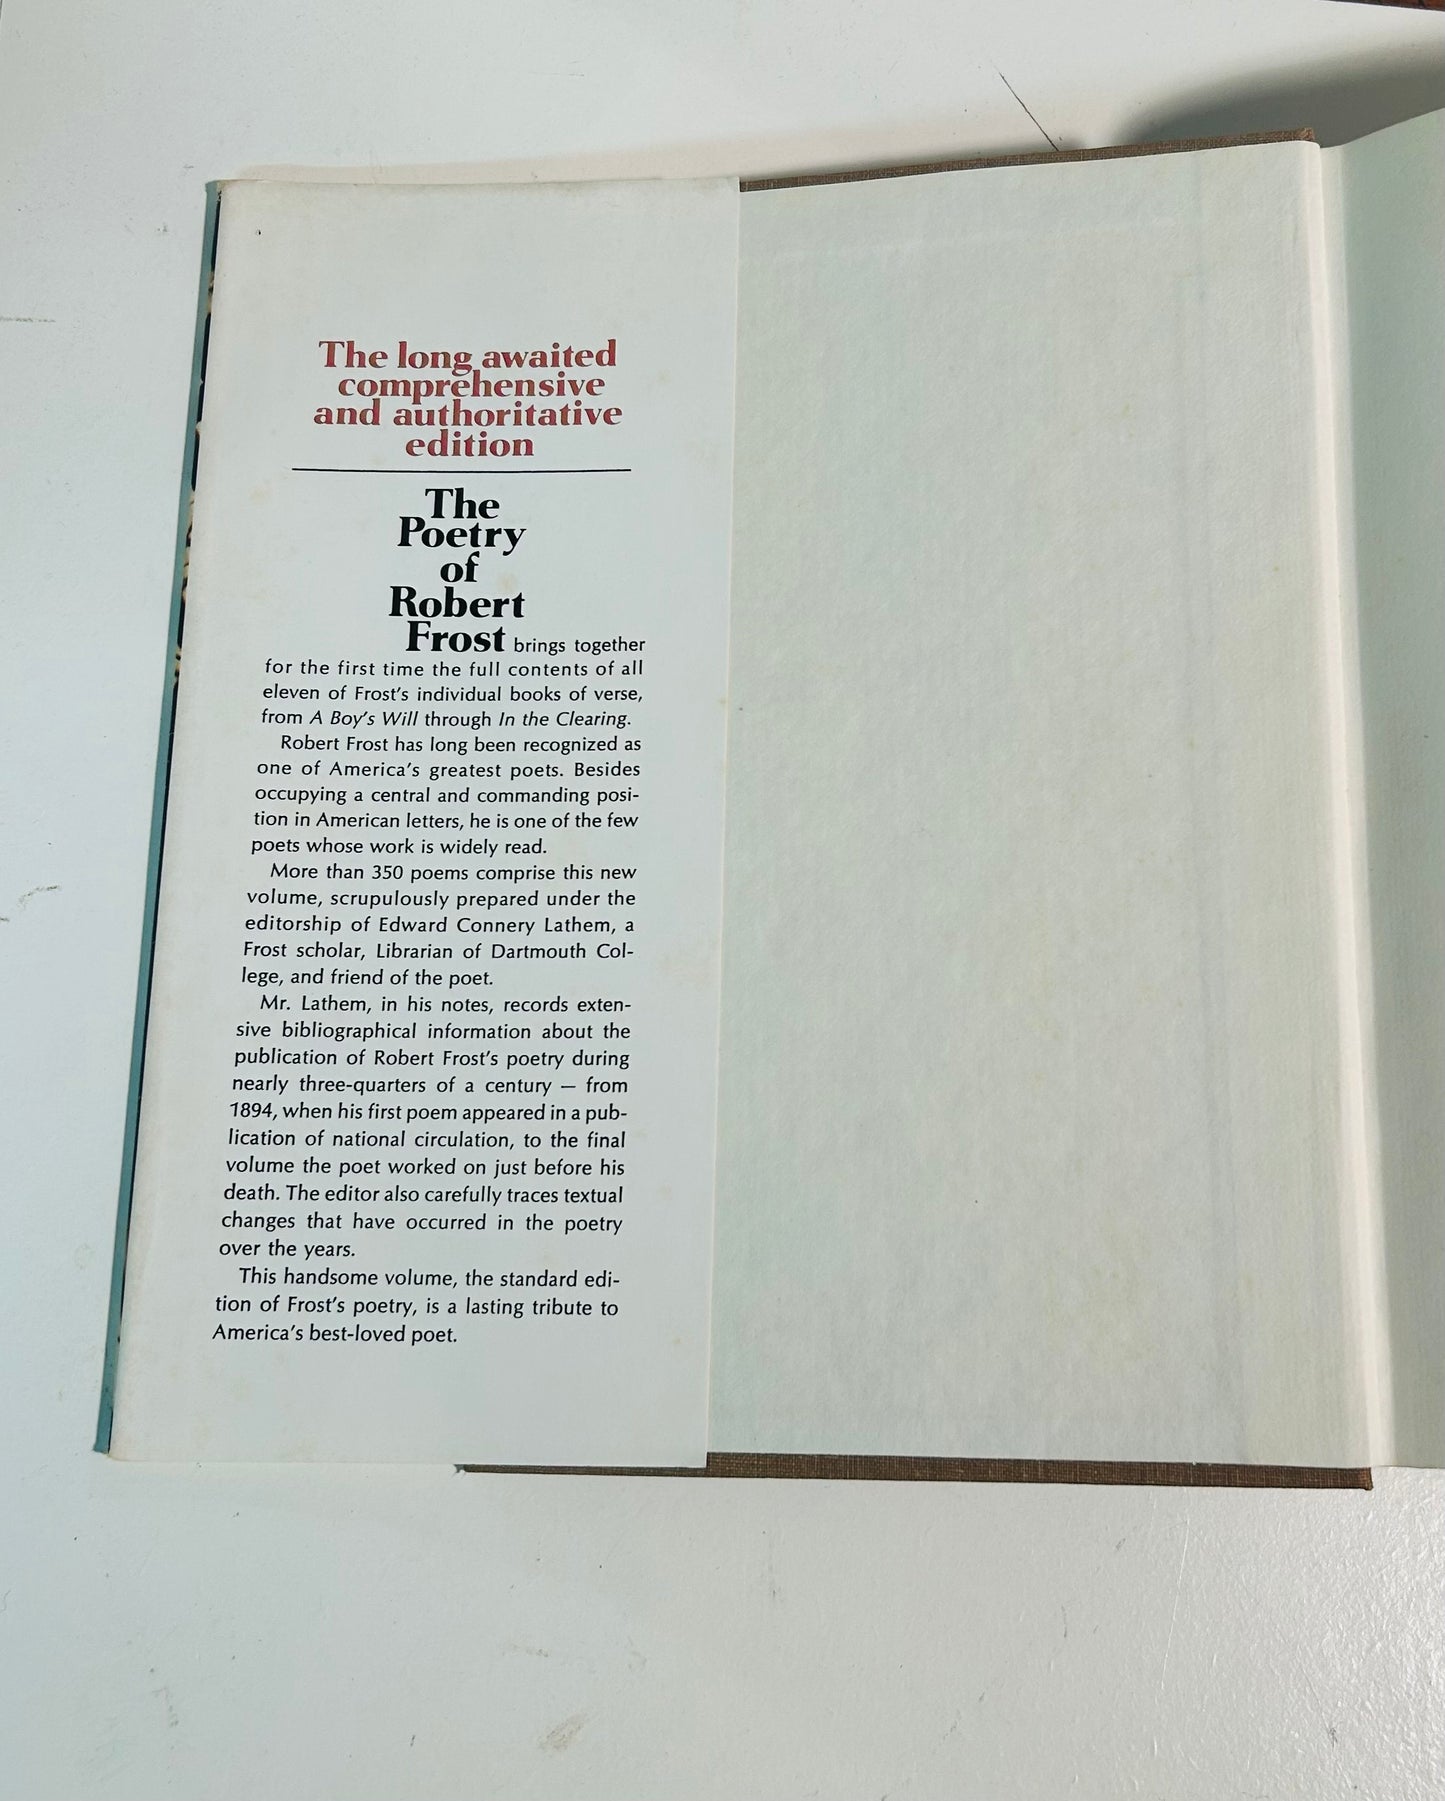 The long awaited
comprehensive
and authoritative
edition
The
Poetry
of
Robert
Frost brings together
for the first time the full contents of all
eleven of Frost's individual books of verse,
from A Boy's Will through In the Clearing.
Robert Frost has long been recognized as
one of America's greatest poets. Besides
occupying a central and commanding posi-
tion in American letters, he is one of the few
poets whose work is widely read.
More than 350 poems comprise this new
volume, scrupulously prepared under the
editorship of Edward Connery Lathem, a
Frost scholar, Librarian of Dartmouth Col-
lege, and friend of the poet.
Mr. Lathem, in his notes, records exten-
sive bibliographical information about the
publication of Robert Frost's poetry during
nearly three-quarters of a century — from
1894, when his first poem appeared in a pub-
lication of national circulation, to the final
volume the poet worked on just before his
death. The editor also carefully traces textual
changes that have occurred in the poetry
over the years.
This handsome volume, the standard edi-
tion of Frost's poetry, is a lasting tribute to
America's best-loved poet.